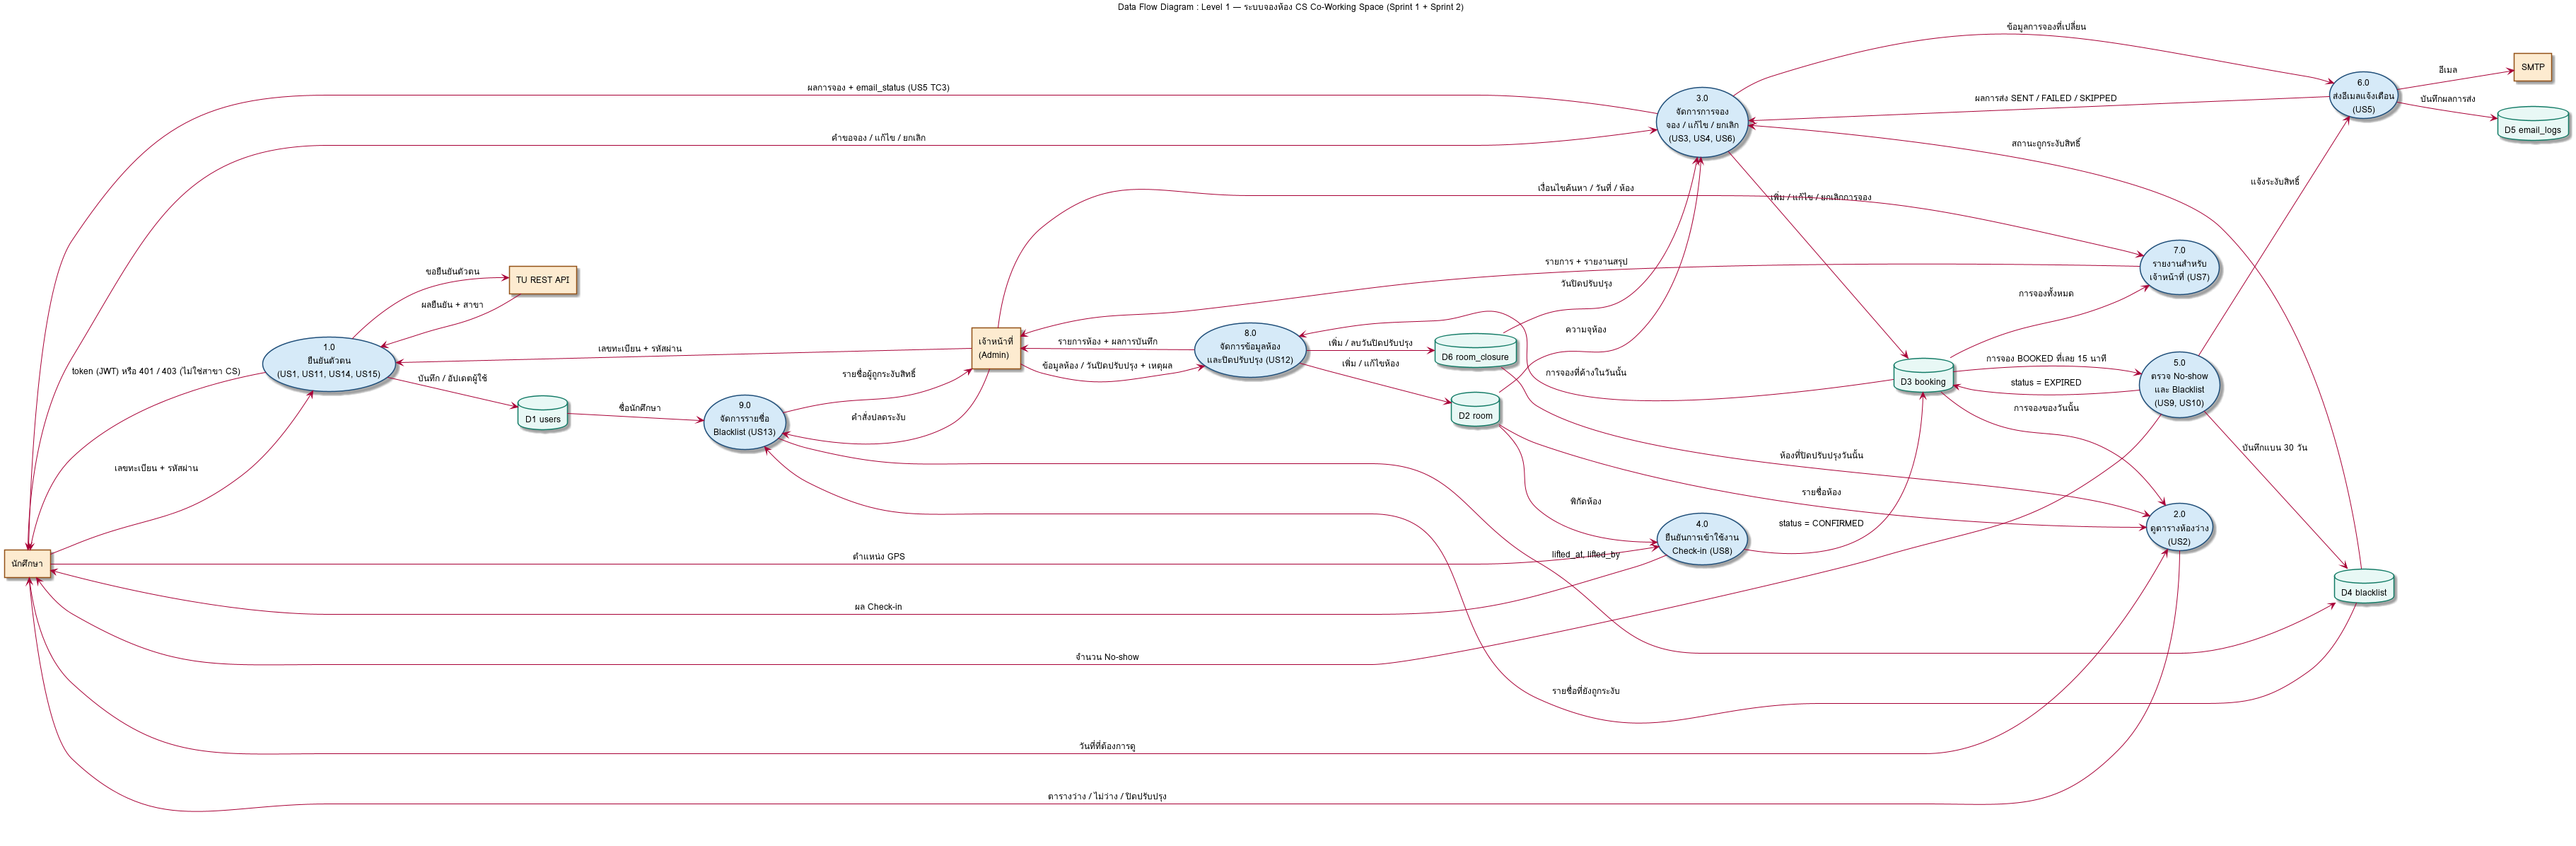 Data Flow Diagram : Level 1 — ระบบจองห้อง CS Co-Working Space (Sprint 1 + Sprint 2)
ข้อมูลการจองที่เปลี่ยน
SMTP
อีเมล
6.0
ส่งอีเมลแจ้งเตือน
(US5)
ผลการจอง + email_status (US5 TC3)
3.0
จัดการการจอง
จอง / แก้ไข / ยกเลิก
(US3, US4, US6)
ผลการส่ง SENT / FAILED / SKIPPED
บันทึกผลการส่ง
D5 email_logs
คำขอจอง / แก้ไข / ยกเลิก
สถานะถูกระงับสิทธิ์
แจ้งระงับสิทธิ์
เงื่อนไขค้นหา / วันที่ / ห้อง
เพิ่ม / แก้ไข / ยกเลิกการจอง
7.0
รายงานสำหรับ
เจ้าหน้าที่ (US7)
รายการ + รายงานสรุป
ขอยืนยันตัวตน
TU REST API
วันปิดปรับปรุง
การจองทั้งหมด
ผลยืนยัน + สาขา
1.0
ยืนยันตัวตน
(US1, US11, US14, US15)
เลขทะเบียน + รหัสผ่าน
เจ้าหน้าที่
(Admin)
รายการห้อง + ผลการบันทึก
8.0
จัดการข้อมูลห้อง
และปิดปรับปรุง (US12)
ความจุห้อง
เพิ่ม / ลบวันปิดปรับปรุง
D6 room_closure
การจอง BOOKED ที่เลย 15 นาที
5.0
ตรวจ No-show
และ Blacklist
(US9, US10)
token (JWT) หรือ 401 / 403 (ไม่ใช่สาขา CS)
บันทึก / อัปเดตผู้ใช้
รายชื่อผู้ถูกระงับสิทธิ์
ข้อมูลห้อง / วันปิดปรับปรุง + เหตุผล
เพิ่ม / แก้ไขห้อง
การจองที่ค้างในวันนั้น
D3 booking
status = EXPIRED
D1 users
ชื่อนักศึกษา
9.0
จัดการรายชื่อ
Blacklist (US13)
คำสั่งปลดระงับ
D2 room
การจองของวันนั้น
เลขทะเบียน + รหัสผ่าน
ห้องที่ปิดปรับปรุงวันนั้น
บันทึกแบน 30 วัน
รายชื่อห้อง
พิกัดห้อง
4.0
ยืนยันการเข้าใช้งาน
Check-in (US8)
status = CONFIRMED
2.0
ดูตารางห้องว่าง
(US2)
นักศึกษา
ตำแหน่ง GPS
lifted_at, lifted_by
D4 blacklist
ผล Check-in
จำนวน No-show
รายชื่อที่ยังถูกระงับ
วันที่ที่ต้องการดู
ตารางว่าง / ไม่ว่าง / ปิดปรับปรุง